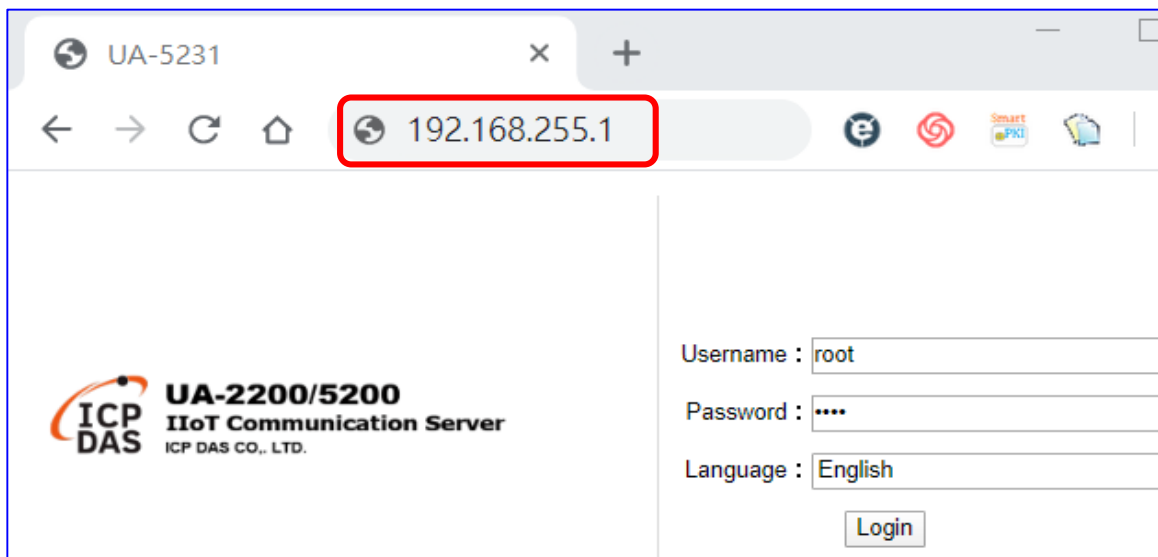 UA-5231
192.168.255.1
Smart
PKI
ICP
DAS
UA-2200/5200
IIoT Communication Server
ICP DAS CO,. LTD.
Username : root
Password : ••••
Language : English
Login